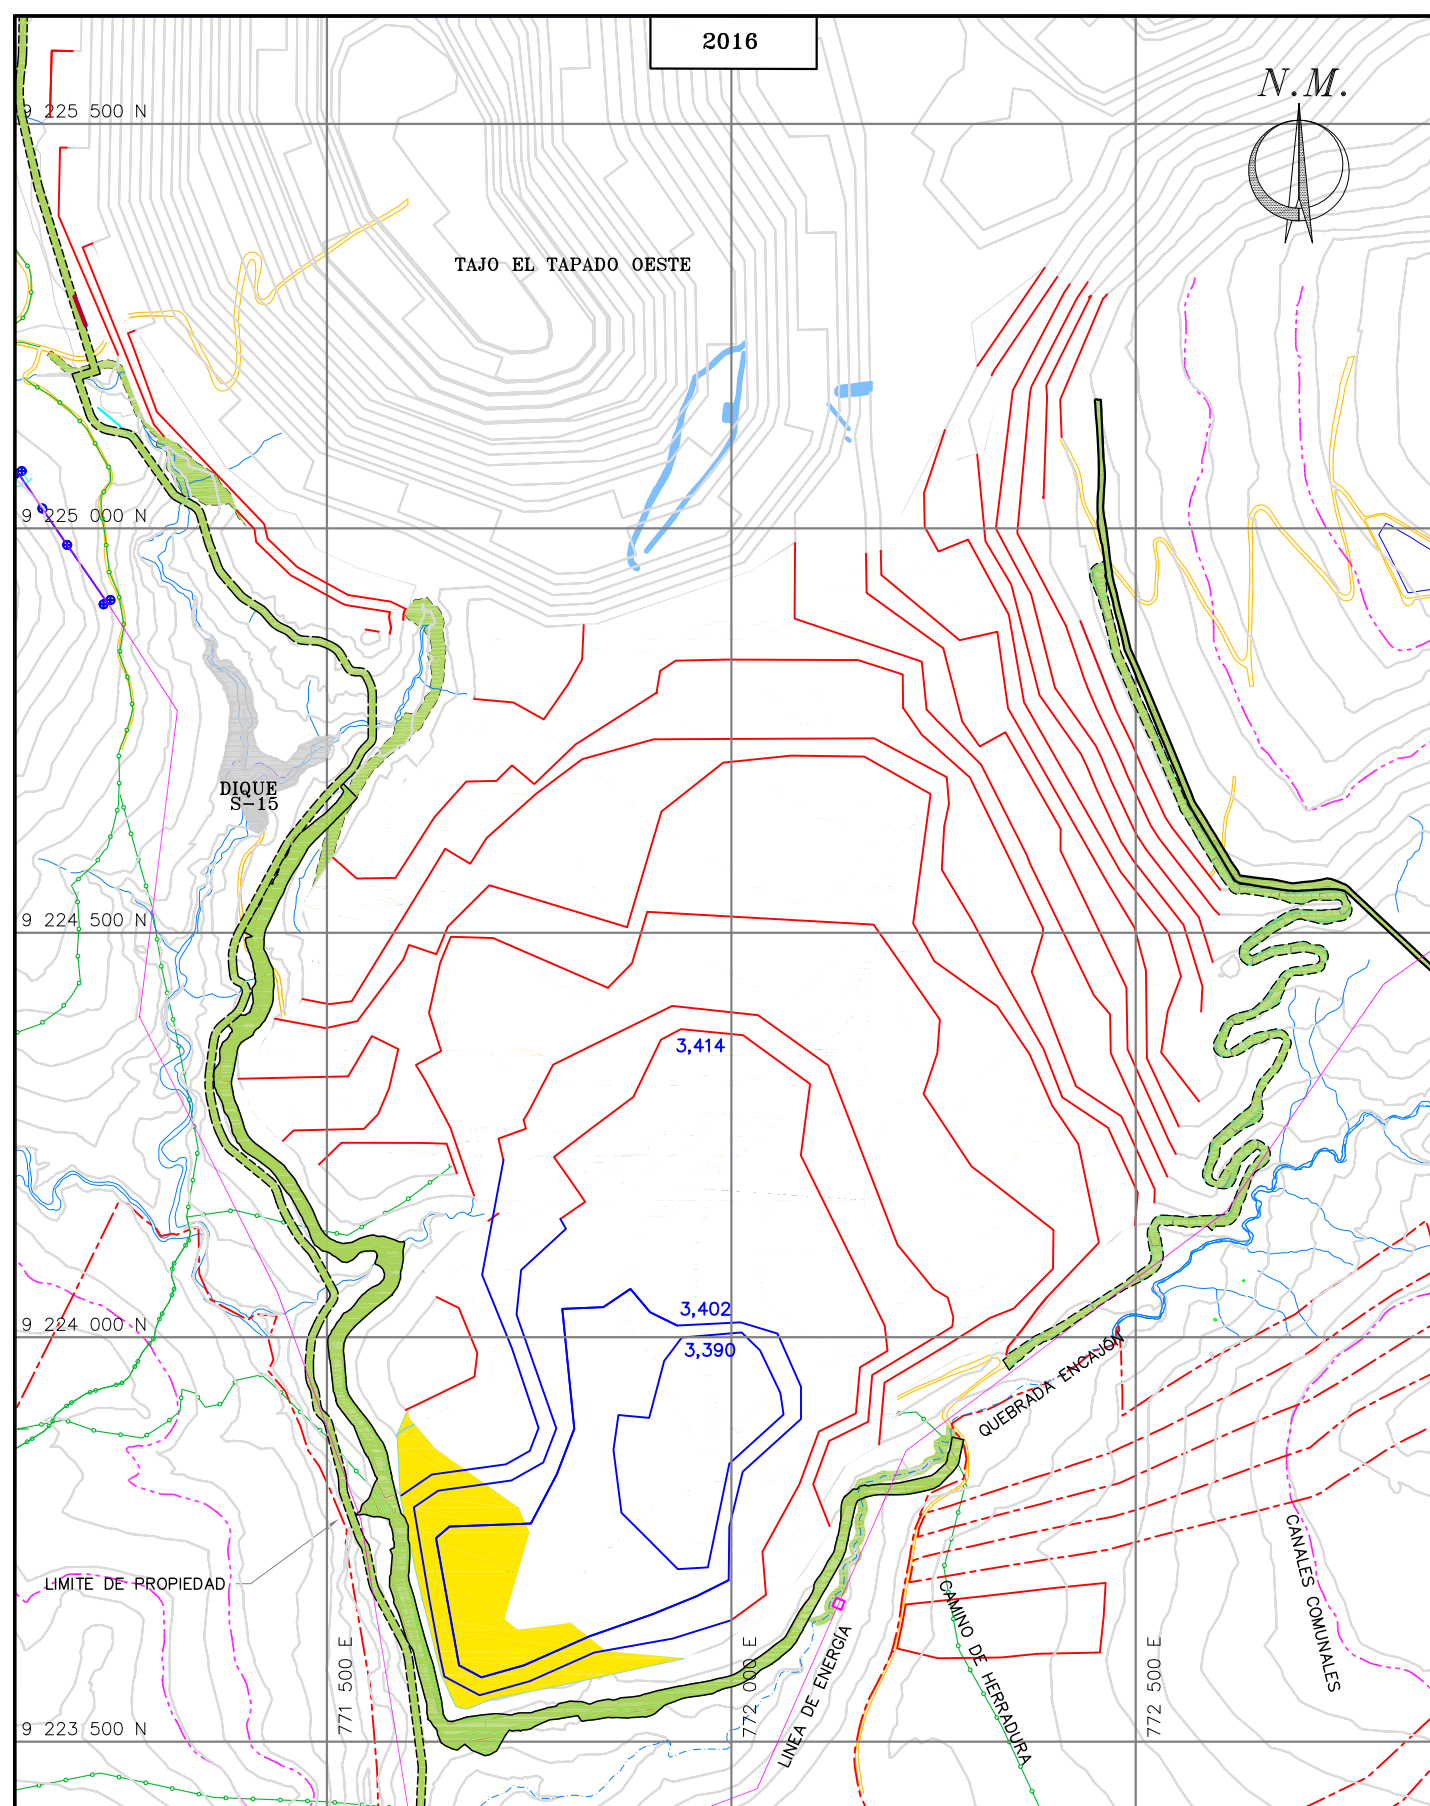 2016
N.M.
9 225 500 N
TAJO EL TAPADO OESTE
9 225 000 N
DIQUE
S-15
9 224 500 N
3,414
3,402
9 224 000 N
3,390
QUEBRADA ENCAJÓN
LIMITE DE PROPIEDAD
CANALES COMUNALES
CAMINO DE HERRADURA
LINEA DE ENERGÍA
771 500 E
772 000 E
772 500 E
9 223 500 N